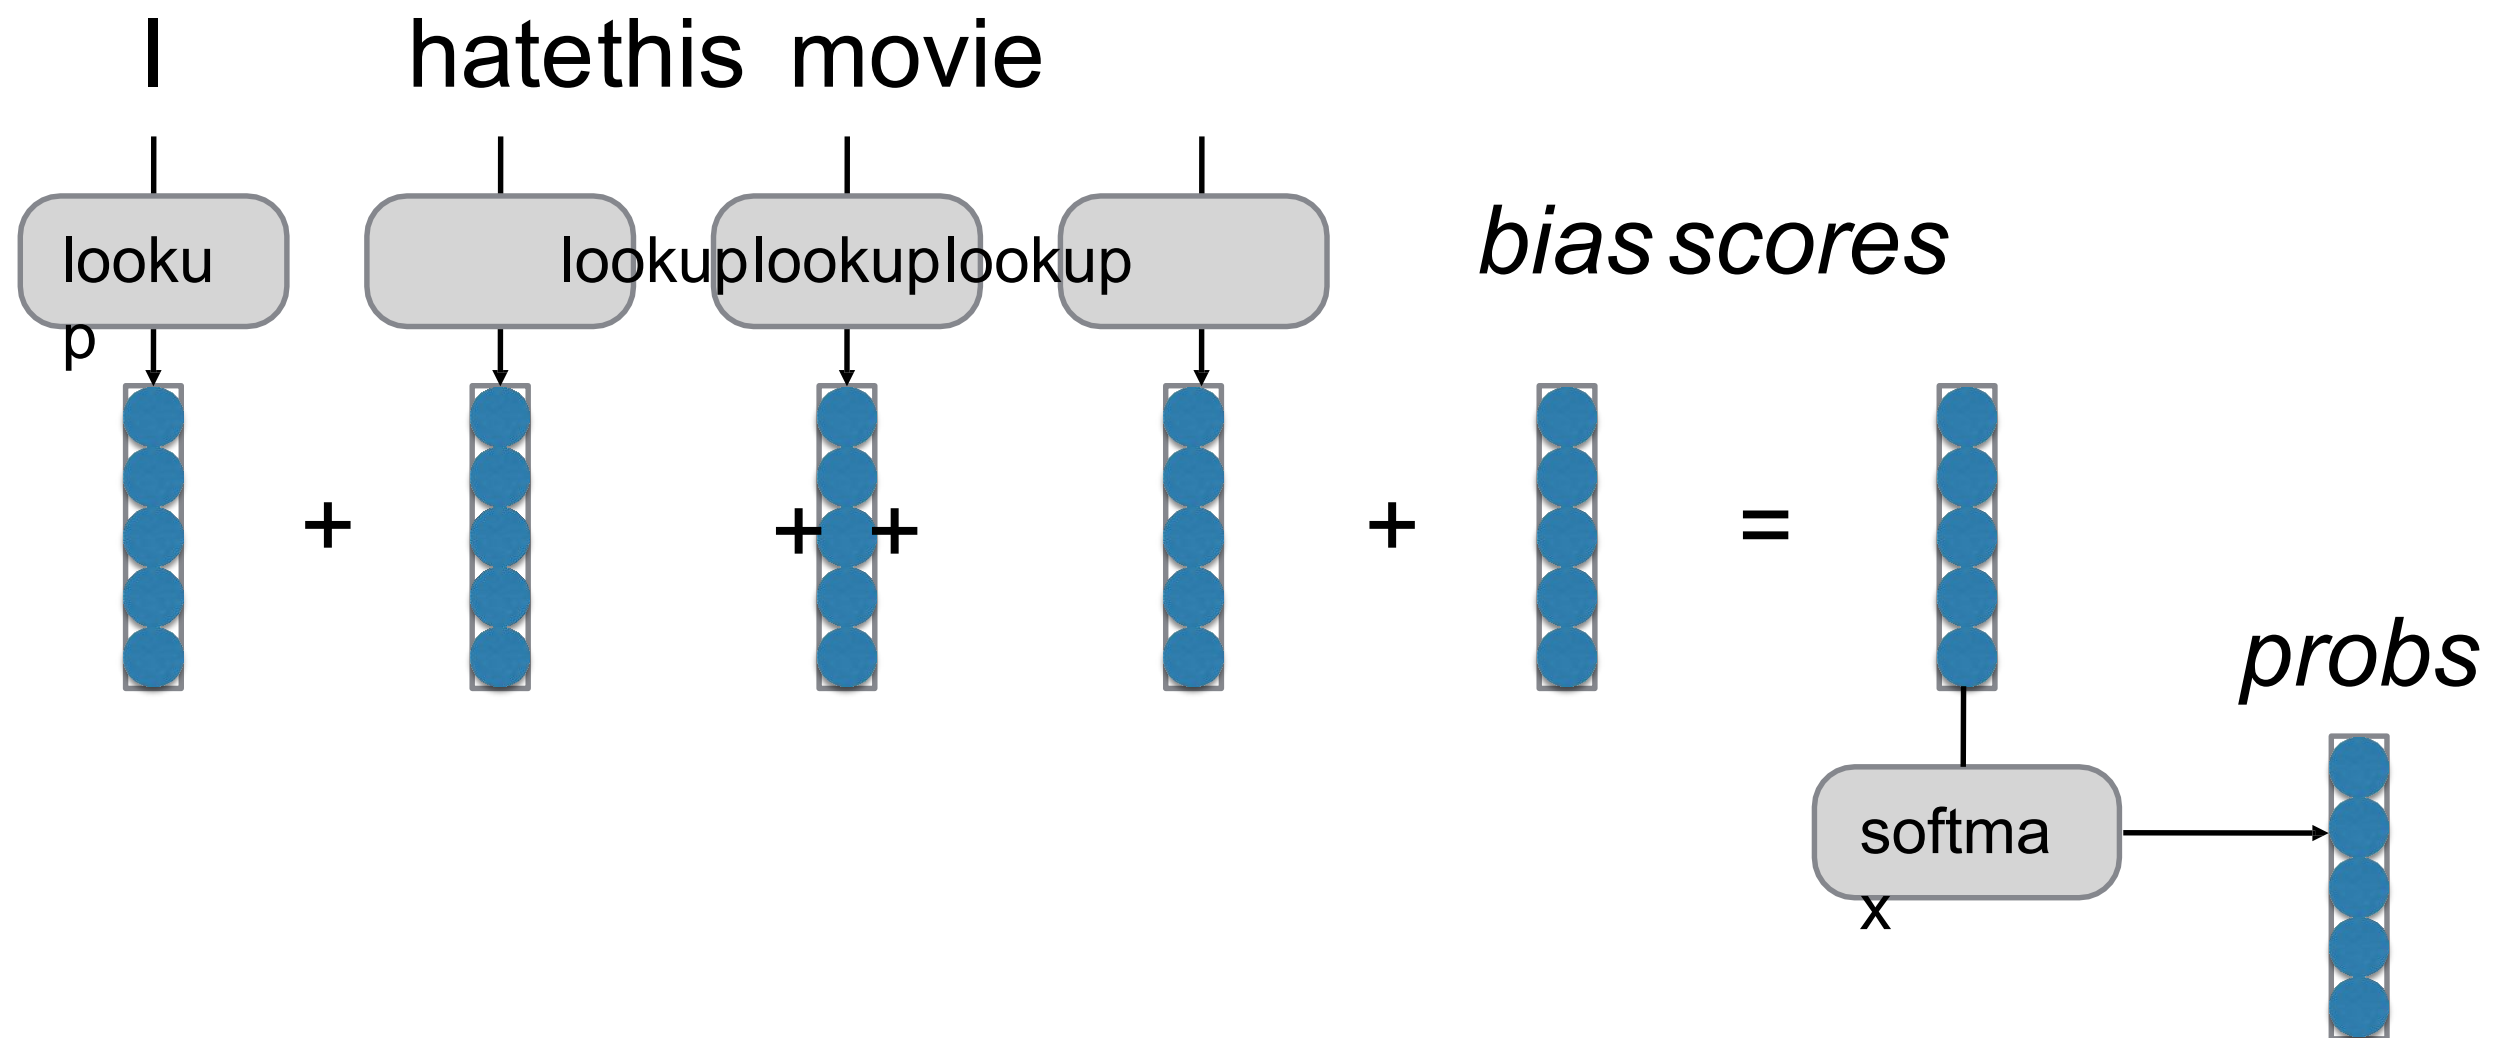 I hatethis movie
looku
p
lookuplookuplookup
bias scores
+ + + + =
probs
softma
x